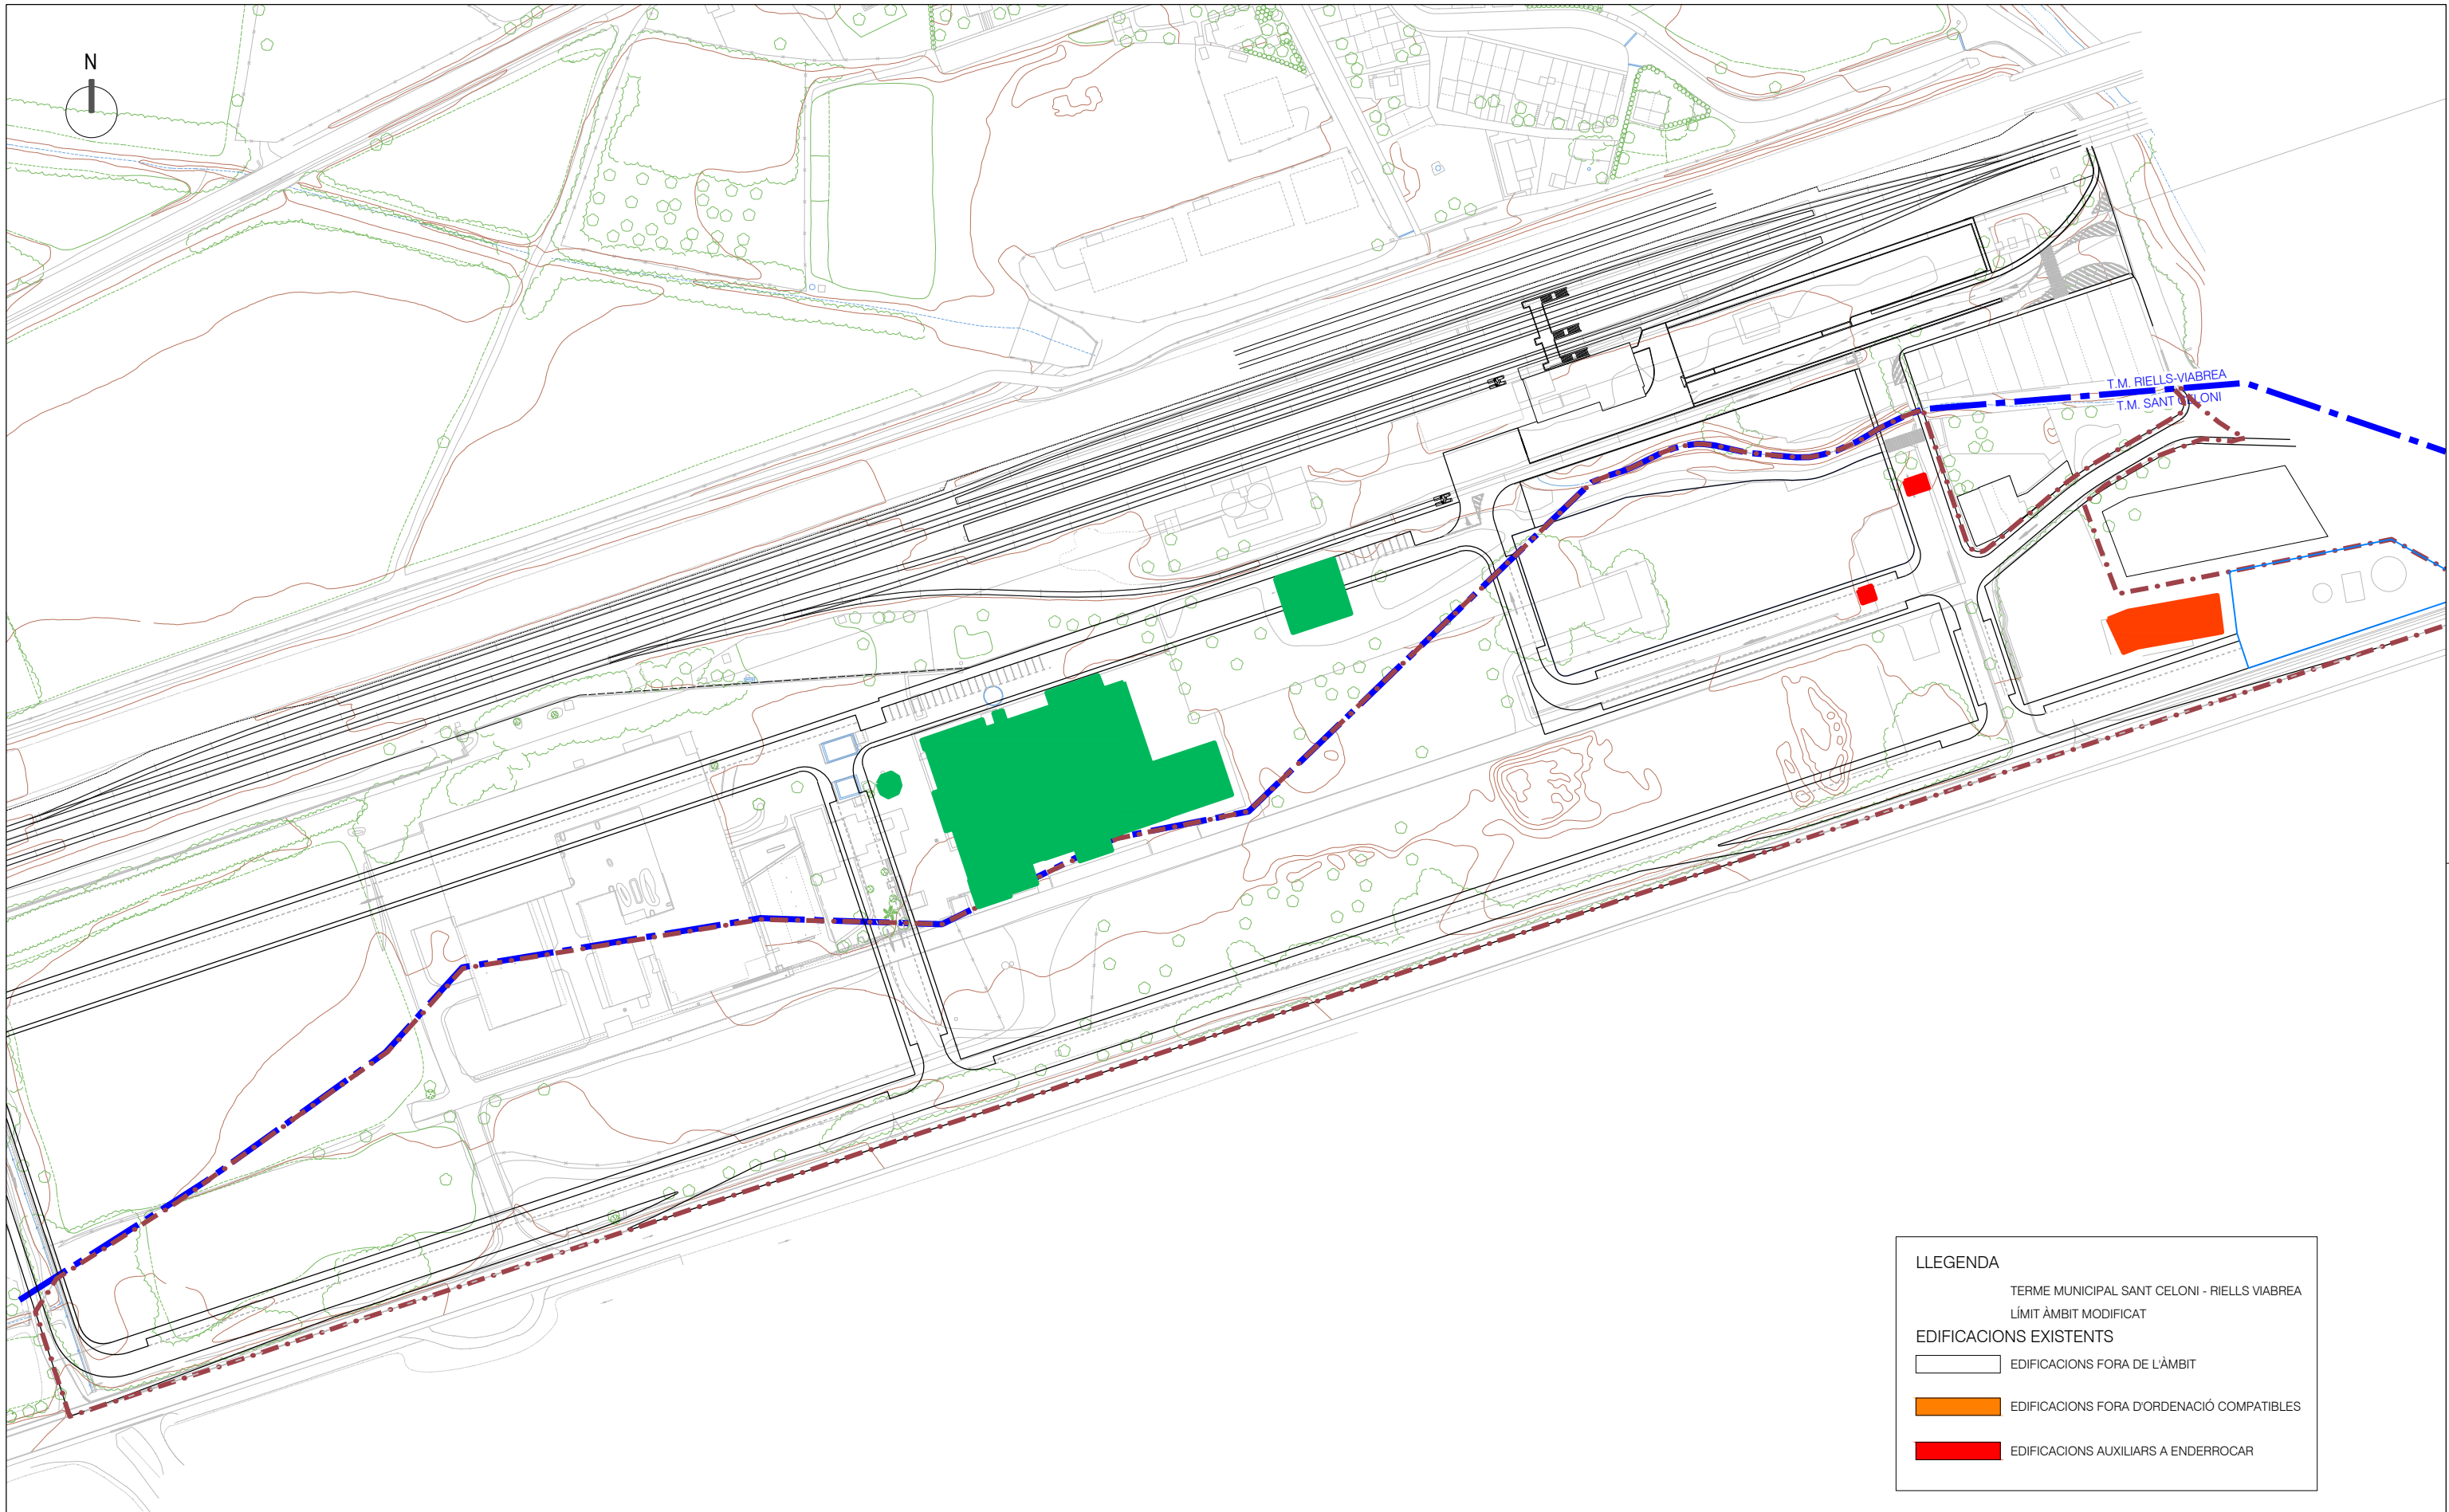 N
T.M. RIELLS-VIABREA
T.M. SANT CELONI
LLEGENDA
TERME MUNICIPAL SANT CELONI - RIELLS VIABREA
LÍMIT ÀMBIT MODIFICAT
EDIFICACIONS EXISTENTS
EDIFICACIONS FORA DE L'ÀMBIT
EDIFICACIONS FORA D'ORDENACIÓ COMPATIBLES
EDIFICACIONS AUXILIARS A ENDERROCAR